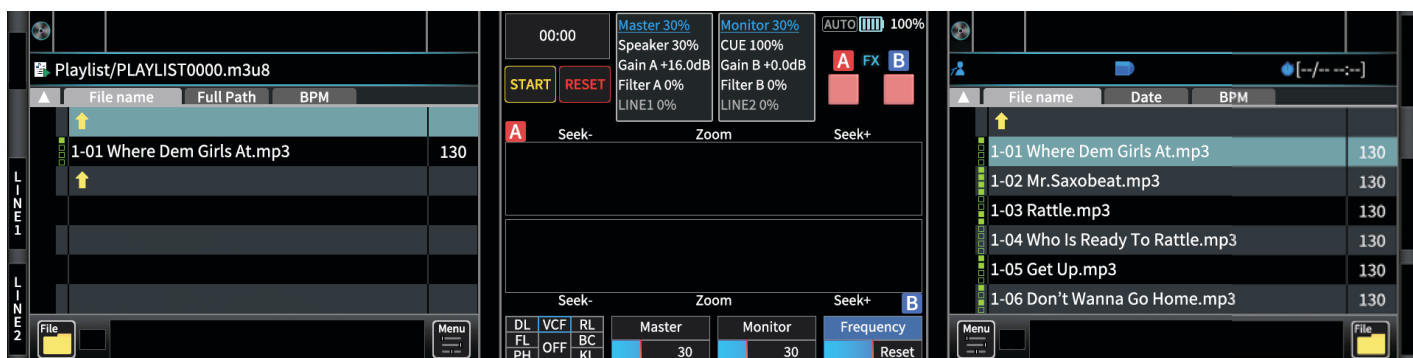 Playlist/PLAYLIST0000.m3u8
File name Full Path BPM
1-01 Where Dem Girls At.mp3 130
LINE1
LINE2
File
Menu
00:00
START RESET
Master 30%
Speaker 30%
Gain A +16.0dB
Filter A 0%
LINE1 0%
Monitor 30%
CUE 100%
Gain B +0.0dB
Filter B 0%
LINE2 0%
AUTO 100%
A FX B
A Seek- Zoom Seek+
Seek- Zoom Seek+ B
DL VCF RL
FL OFF BC
PH KL
Master
30
Monitor
30
Frequency
Reset
[--/-- --:--]
File name Date BPM
1-01 Where Dem Girls At.mp3 130
1-02 Mr.Saxobeat.mp3 130
1-03 Rattle.mp3 130
1-04 Who Is Ready To Rattle.mp3 130
1-05 Get Up.mp3 130
1-06 Don't Wanna Go Home.mp3 130
Menu
File